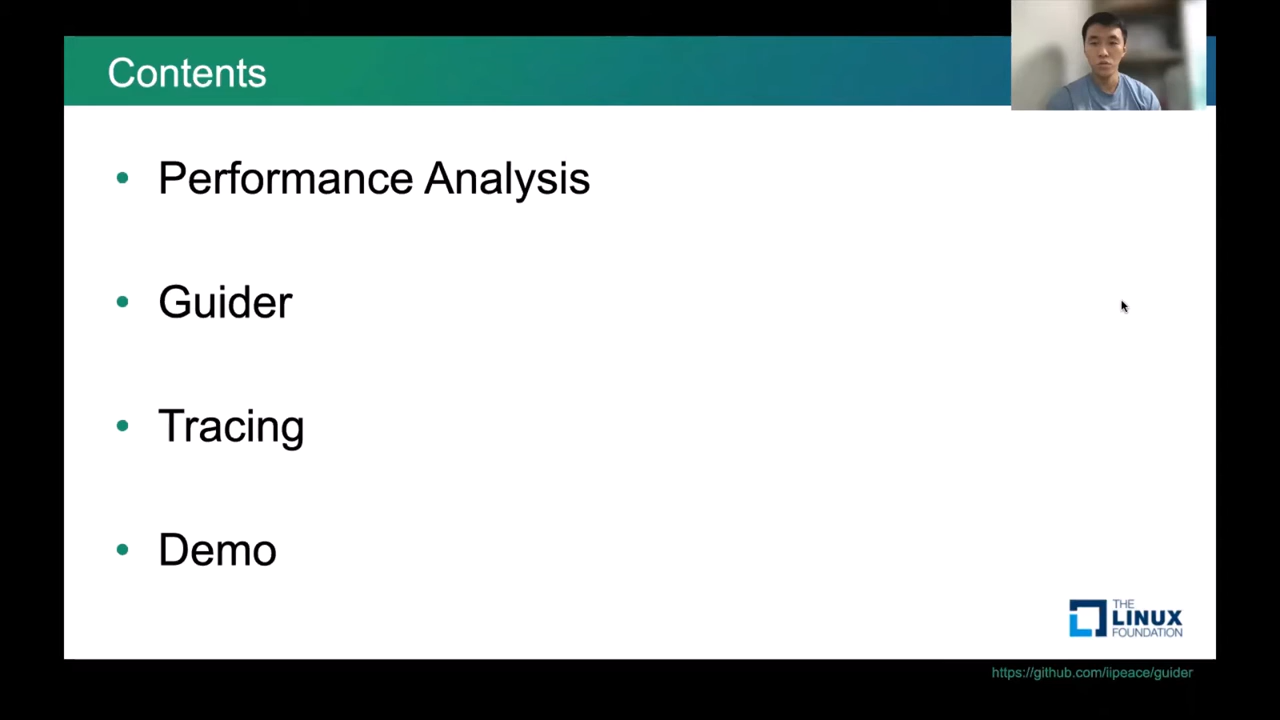 Contents
• Performance Analysis
• Guider
• Tracing
• Demo
THE
LINUX
FOUNDATION
https://github.com/iipeace/guider